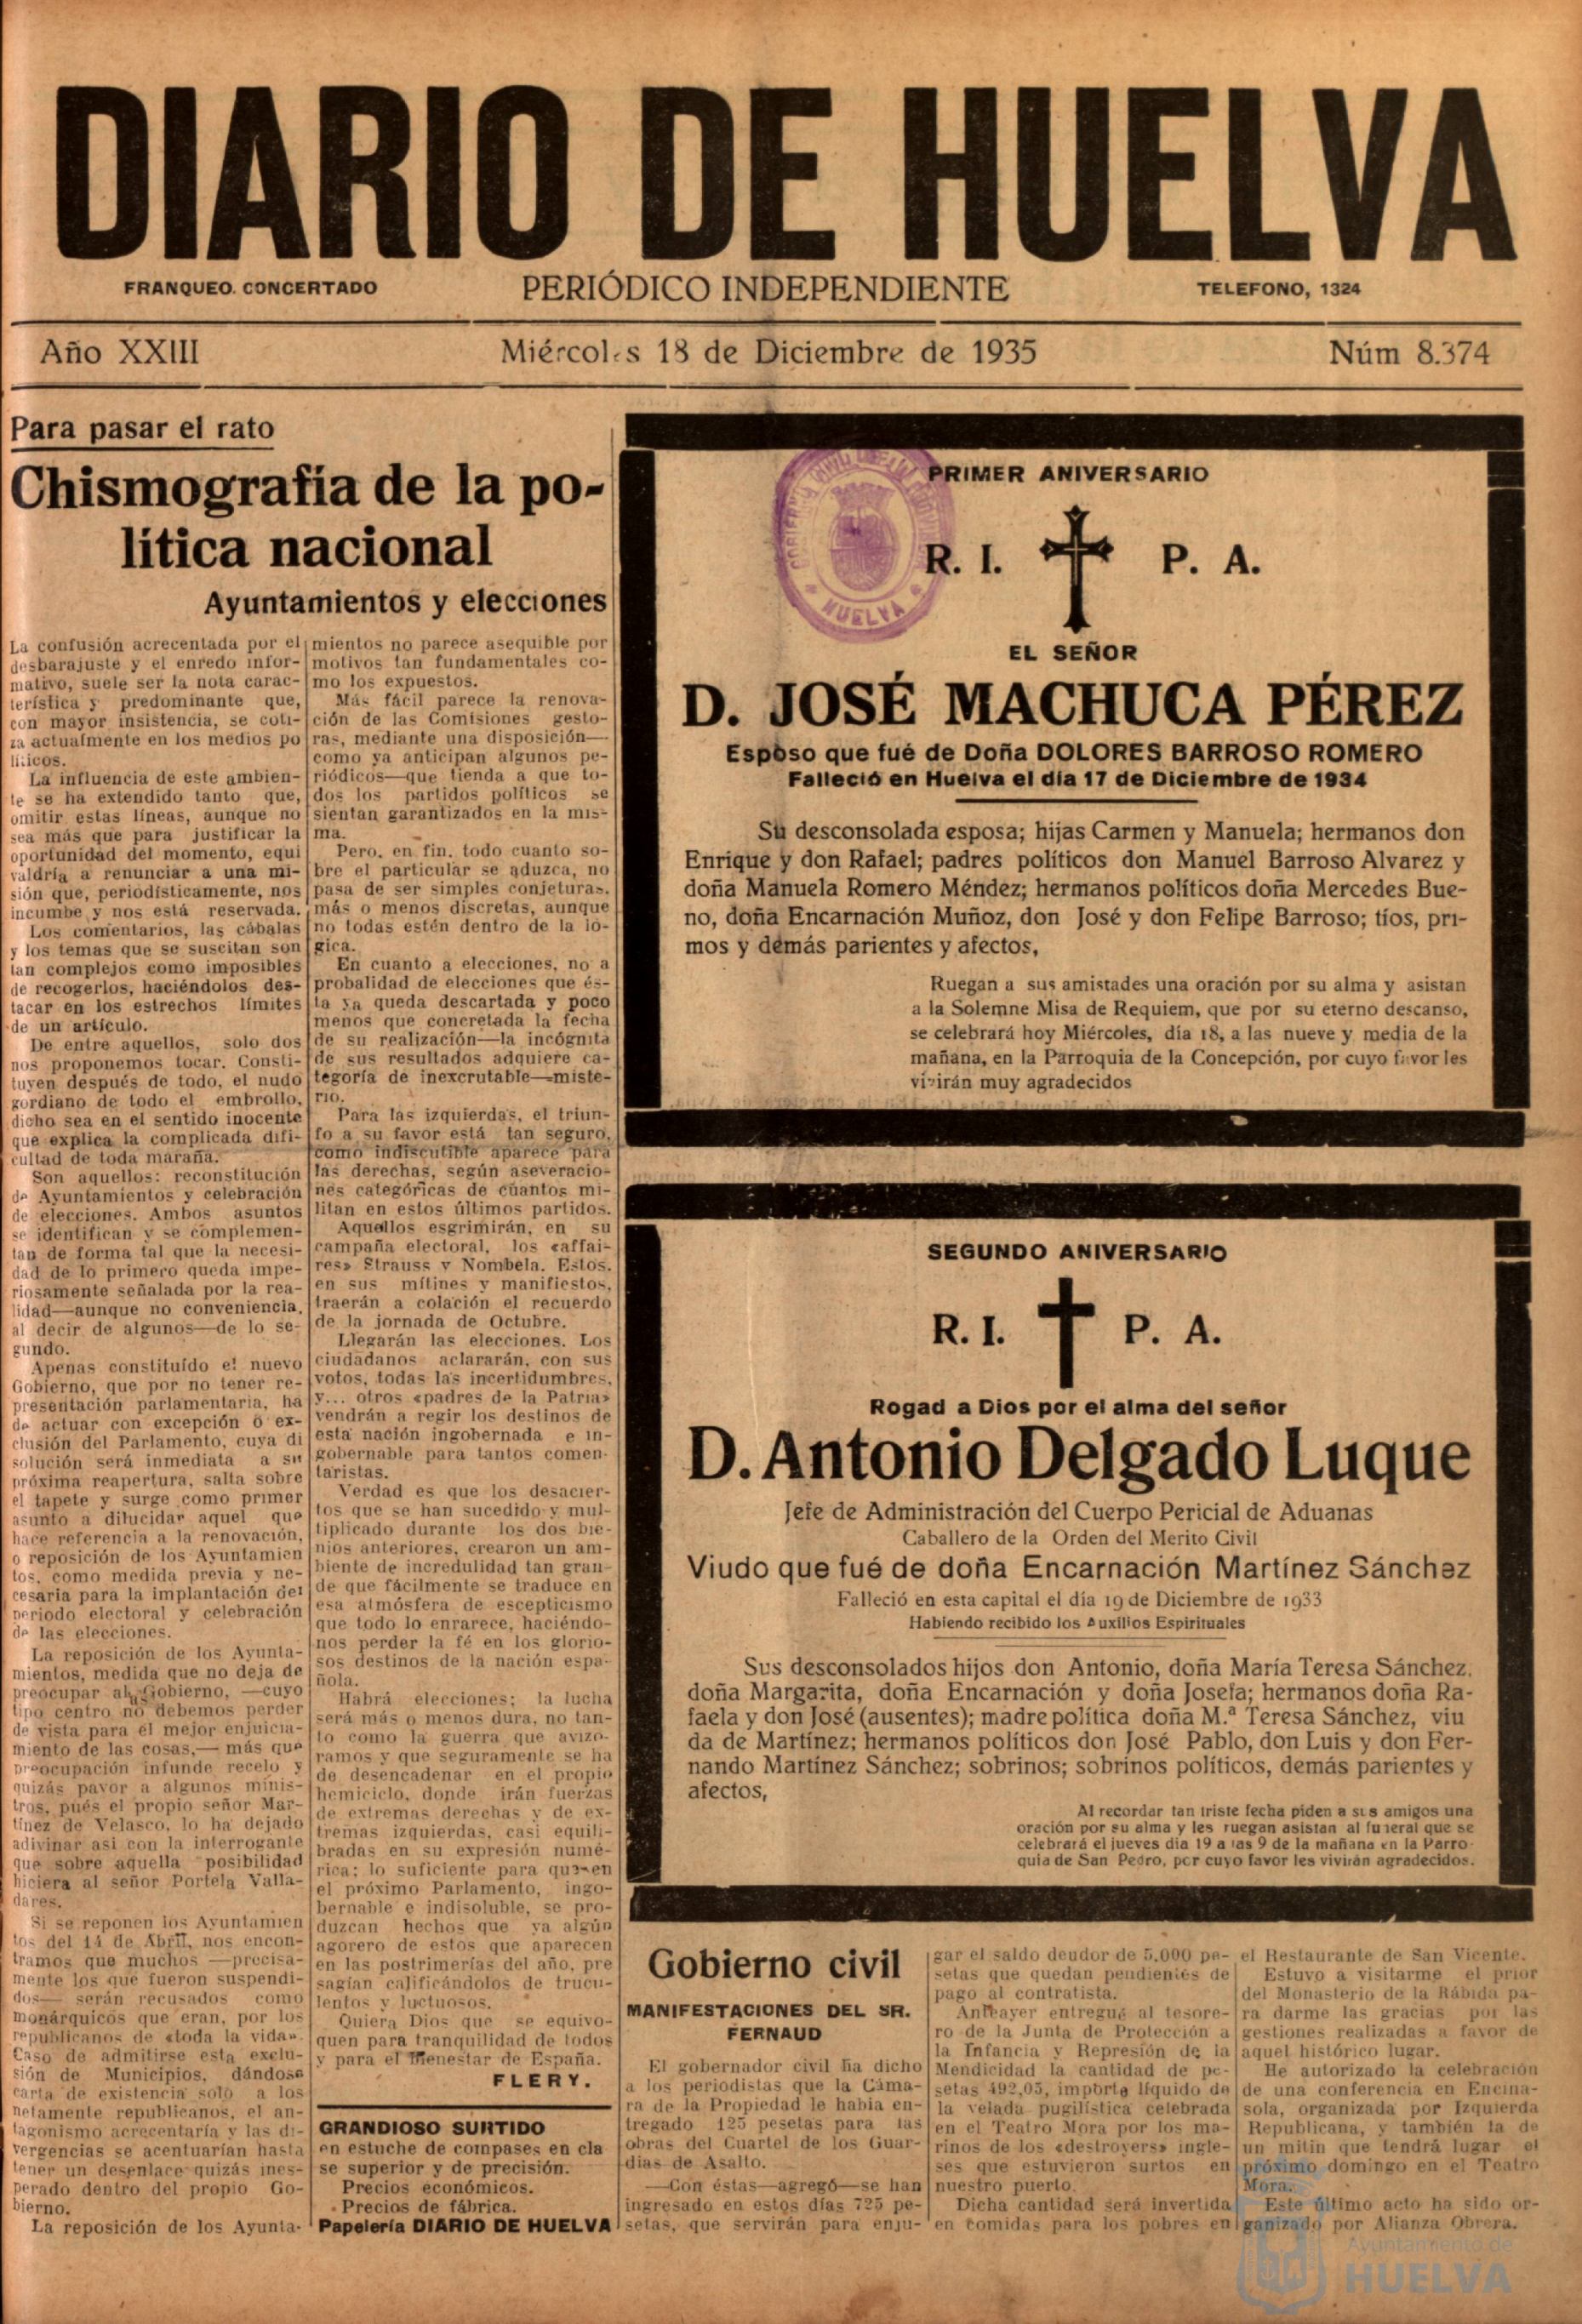 DIARIO DE HUELVA
FRANQUEO. CONCERTADO
PERIÓDICO INDEPENDIENTE
TELEFONO, 1324
Año XXIII
Miércoles 18 de Diciembre de 1935
Núm 8.374
Para pasar el rato
Chismografía de la po-
lítica nacional
Ayuntamientos y elecciones
La confusión acrecentada por el
desbarajuste y el enredo infor-
mativo, suele ser la nota carac-
terística y predominante que,
con mayor insistencia, se coti-
za actualmente en los medios po
líticos.
La influencia de este ambien-
te se ha extendido tanto que,
omitir estas líneas, aunque no
sea más que para justificar la
oportunidad del momento, equi
valdría a renunciar a una mi-
sión que, periodísticamente, nos
incumbe y nos está reservada.
Los comentarios, las cábalas
y los temas que se suscitan son
tan complejos como imposibles
de recogerlos, haciéndolos des-
tacar en los estrechos límites
de un artículo.
De entre aquellos, solo dos
nos proponemos tocar. Consti-
tuyen después de todo, el nudo
gordiano de todo el embrollo,
dicho sea en el sentido inocente
que explica la complicada difi-
cultad de toda maraña.
Son aquellos: reconstitución
de Ayuntamientos y celebración
de elecciones. Ambos asuntos
se identifican y se complemen-
tan de forma tal que la necesi-
dad de lo primero queda impe-
riosamente señalada por la rea-
lidad—aunque no conveniencia,
al decir de algunos—de lo se-
gundo.
Apenas constituído el nuevo
Gobierno, que por no tener re-
presentación parlamentaria, ha
de actuar con excepción o ex-
clusión del Parlamento, cuya di
solución será inmediata a su
próxima reapertura, salta sobre
el tapete y surge como primer
asunto a dilucidar aquel que
hace referencia a la renovación,
o reposición de los Ayuntamien
tos, como medida previa y ne-
cesaria para la implantación del
periodo electoral y celebración
de las elecciones.
La reposición de los Ayunta-
mientos, medida que no deja de
preocupar al Gobierno, —cuyo
tipo centro no debemos perder
de vista para el mejor enjuicia-
miento de las cosas,— más que
preocupación infunde recelo y
quizás pavor a algunos minis-
tros, pués el propio señor Mar-
tínez de Velasco, lo ha dejado
adivinar asi con la interrogante
que sobre aquella posibilidad
hiciera al señor Portela Valla-
dares.
Si se reponen los Ayuntamien
tos del 14 de Abril, nos encon-
tramos que muchos —precisa-
mente los que fueron suspendi-
dos— serán recusados como
monárquicos que eran, por los
republicanos de «toda la vida».
Caso de admitirse esta exclu-
sión de Municipios, dándose
carta de existencia solo a los
netamente republicanos, el an-
tagonismo acrecentaría y las di-
vergencias se acentuarían hasta
tener un desenlace quizás ines-
perado dentro del propio Go-
bierno.
La reposición de los Ayunta-
mientos no parece asequible por
motivos tan fundamentales co-
mo los expuestos.
Más fácil parece la renova-
ción de las Comisiones gesto-
ras, mediante una disposición—
como ya anticipan algunos pe-
riódicos—que tienda a que to-
dos los partidos políticos se
sientan garantizados en la mis-
ma.
Pero, en fin, todo cuanto so-
bre el particular se aduzca, no
pasa de ser simples conjeturas.
más o menos discretas, aunque
no todas estén dentro de la ló-
gica.
En cuanto a elecciones, no a
probalidad de elecciones que és-
ta ya queda descartada y poco
menos que concretada la fecha
de su realización—la incógnita
de sus resultados adquiere ca-
tegoría de inexcrutable—miste-
rio.
Para las izquierdas, el triun-
fo a su favor está tan seguro,
como indiscutible aparece para
las derechas, según aseveracio-
nes categóricas de cuantos mi-
litan en estos últimos partidos.
Aquellos esgrimirán, en su
campaña electoral, los «affai-
res» Strauss y Nombela. Estos,
en sus mítines y manifiestos,
traerán a colación el recuerdo
de la jornada de Octubre.
Llegarán las elecciones. Los
ciudadanos aclararán, con sus
votos, todas las incertidumbres,
y... otros «padres de la Patria»
vendrán a regir los destinos de
esta nación ingobernada e in-
gobernable para tantos comen-
taristas.
Verdad es que los desacier-
tos que se han sucedido y mul-
tiplicado durante los dos bie-
nios anteriores, crearon un am-
biente de incredulidad tan gran-
de que fácilmente se traduce en
esa atmósfera de escepticismo
que todo lo enrarece, haciéndo-
nos perder la fé en los glorio-
sos destinos de la nación espa-
ñola.
Habrá elecciones; la lucha
será más o menos dura, no tan-
to como la guerra que avizo-
ramos y que seguramente se ha
de desencadenar en el propio
hemiciclo, donde irán fuerzas
de extremas derechas y de ex-
tremas izquierdas, casi equili-
bradas en su expresión numé-
rica; lo suficiente para que en
el próximo Parlamento, ingo-
bernable e indisoluble, se pro-
duzcan hechos que ya algún
agorero de estos que aparecen
en las postrimerías del año, pre
sagían calificándolos de trucu-
lentos y luctuosos.
Quiera Dios que se equivo-
quen para tranquilidad de todos
y para el bienestar de España.
FLERY.
GRANDIOSO SURTIDO
en estuche de compases en cla
se superior y de precisión.
Precios económicos.
Precios de fábrica.
Papelería DIARIO DE HUELVA
PRIMER ANIVERSARIO
R. I. P. A.
HUELVA
EL SEÑOR
D. JOSÉ MACHUCA PÉREZ
Esposo que fué de Doña DOLORES BARROSO ROMERO
Falleció en Huelva el día 17 de Diciembre de 1934
Su desconsolada esposa; hijas Carmen y Manuela; hermanos don
Enrique y don Rafael; padres políticos don Manuel Barroso Alvarez y
doña Manuela Romero Méndez; hermanos políticos doña Mercedes Bue-
no, doña Encarnación Muñoz, don José y don Felipe Barroso; tíos, pri-
mos y demás parientes y afectos,
Ruegan a sus amistades una oración por su alma y asistan
a la Solemne Misa de Requiem, que por su eterno descanso,
se celebrará hoy Miércoles, día 18, a las nueve y media de la
mañana, en la Parroquia de la Concepción, por cuyo favor les
vivirán muy agradecidos
SEGUNDO ANIVERSARIO
R. I. P. A.
Rogad a Dios por el alma del señor
D. Antonio Delgado Luque
Jefe de Administración del Cuerpo Pericial de Aduanas
Caballero de la Orden del Merito Civil
Viudo que fué de doña Encarnación Martínez Sánchez
Falleció en esta capital el día 19 de Diciembre de 1933
Habiendo recibido los Auxilios Espirituales
Sus desconsolados hijos don Antonio, doña María Teresa Sánchez,
doña Margarita, doña Encarnación y doña Josefa; hermanos doña Ra-
faela y don José (ausentes); madre política doña M.ª Teresa Sánchez, viu
da de Martínez; hermanos políticos don José Pablo, don Luis y don Fer-
nando Martínez Sánchez; sobrinos; sobrinos políticos, demás parientes y
afectos,
Al recordar tan triste fecha piden a sus amigos una
oración por su alma y les ruegan asistan al funeral que se
celebrará el jueves dia 19 a las 9 de la mañana en la Parro
quia de San Pedro, por cuyo favor les vivirán agradecidos.
Gobierno civil
MANIFESTACIONES DEL SR.
FERNAUD
El gobernador civil ha dicho
a los periodistas que la Cáma-
ra de la Propiedad le había en-
tregado 125 pesetas para las
obras del Cuartel de los Guar-
dias de Asalto.
—Con éstas—agregó—se han
ingresado en estos días 725 pe-
setas, que servirán para enju-
gar el saldo deudor de 5.000 pe-
setas que quedan pendientes de
pago al contratista.
Anteayer entregué al tesore-
ro de la Junta de Protección a
la Infancia y Represión de la
Mendicidad la cantidad de pe-
setas 492,05, importe líquido de
la velada pugilística celebrada
en el Teatro Mora por los ma-
rinos de los «destroyers» ingle-
ses que estuvieron surtos en
nuestro puerto.
Dicha cantidad será invertida
en comidas para los pobres en
el Restaurante de San Vicente.
Estuvo a visitarme el prior
del Monasterio de la Rábida pa-
ra darme las gracias por las
gestiones realizadas a favor de
aquel histórico lugar.
He autorizado la celebración
de una conferencia en Encina-
sola, organizada por Izquierda
Republicana, y también la de
un mitin que tendrá lugar el
próximo domingo en el Teatro
Mora.
Este último acto ha sido or-
ganizado por Alianza Obrera.
Ayuntamiento de
HUELVA